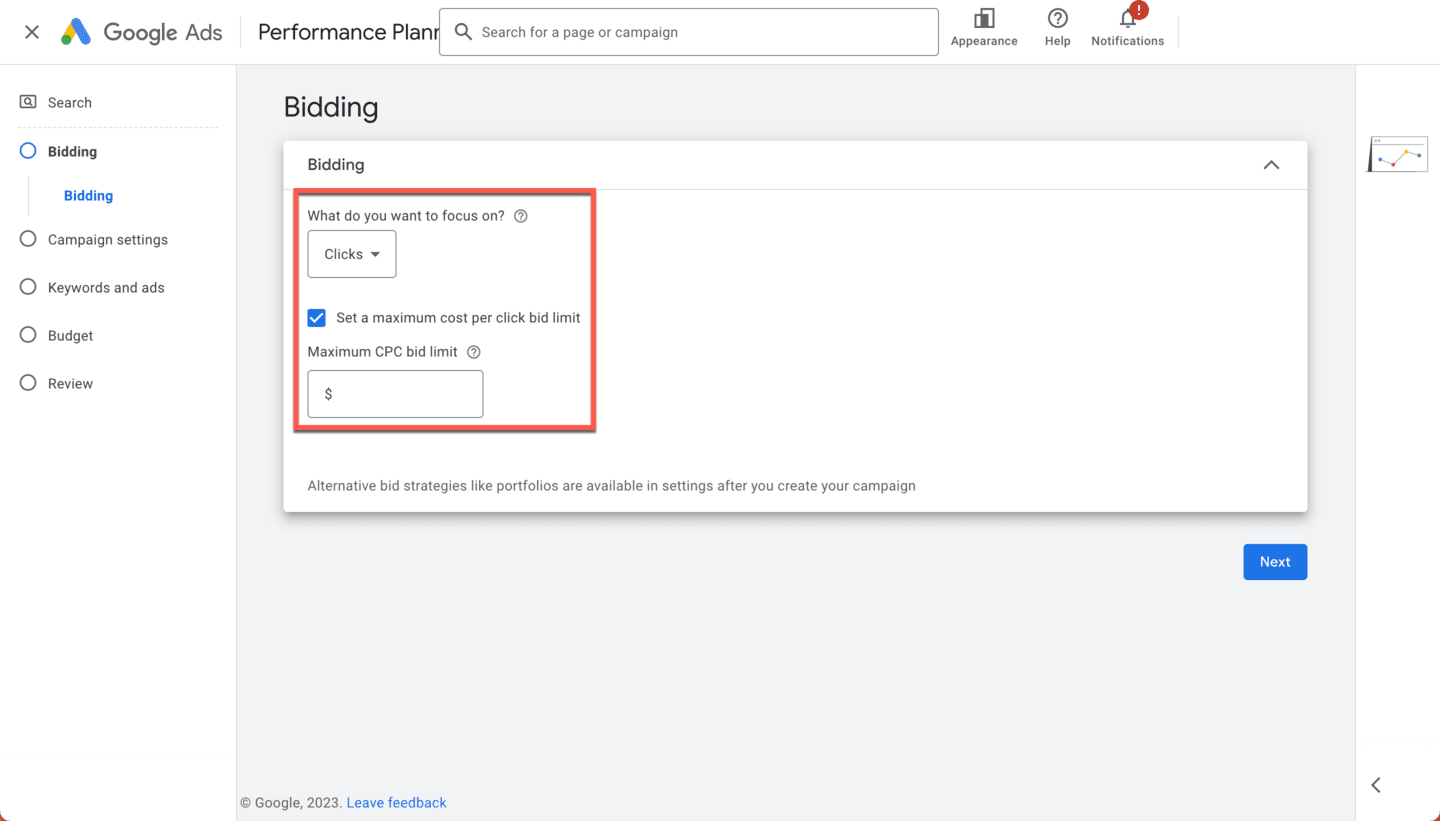 Google Ads
Performance Plann
Search for a page or campaign
Appearance
Help
!
Notifications
Search
Bidding
Bidding
Campaign settings
Keywords and ads
Budget
Review
Bidding
Bidding
What do you want to focus on?
Clicks
Set a maximum cost per click bid limit
Maximum CPC bid limit
$
Alternative bid strategies like portfolios are available in settings after you create your campaign
Next
© Google, 2023. Leave feedback